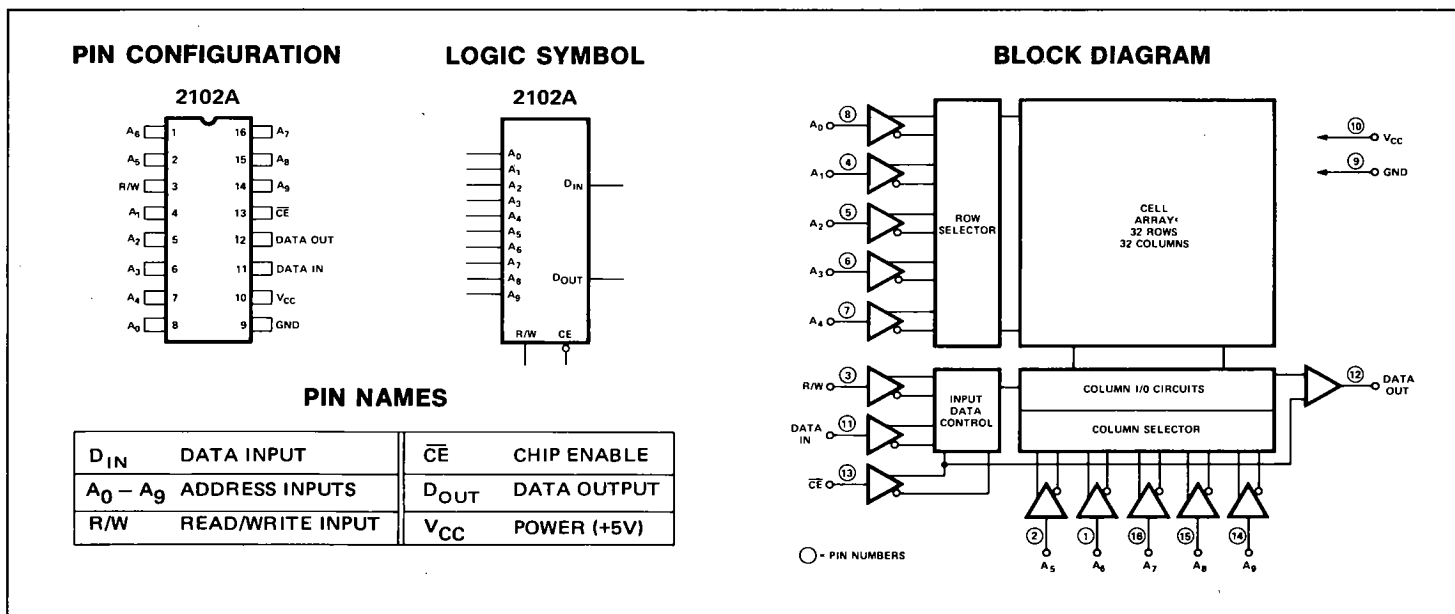 PIN CONFIGURATION
2102A
A6 1 16 A7
A5 2 15 A8
R/W 3 14 A9
A1 4 13 C̅E̅
A2 5 12 DATA OUT
A3 6 11 DATA IN
A4 7 10 VCC
A0 8 9 GND
LOGIC SYMBOL
2102A
A0
A1
A2
A3
A4
A5
A6
A7
A8
A9
DIN
DOUT
R/W CE
PIN NAMES
DIN DATA INPUT C̅E̅ CHIP ENABLE
A0 – A9 ADDRESS INPUTS DOUT DATA OUTPUT
R/W READ/WRITE INPUT VCC POWER (+5V)
BLOCK DIAGRAM
A0 8
A1 4
A2 5
A3 6
A4 7
ROW
SELECTOR
CELL
ARRAY
32 ROWS
32 COLUMNS
10 VCC
9 GND
R/W 3
DATA
IN 11
C̅E̅ 13
INPUT
DATA
CONTROL
COLUMN I/O CIRCUITS
COLUMN SELECTOR
12 DATA
OUT
2 1 16 15 14
A5 A6 A7 A8 A9
◯ = PIN NUMBERS